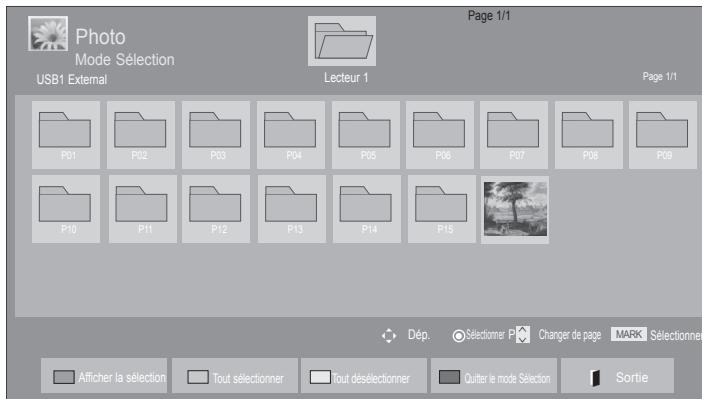 Page 1/1
Photo
Mode Sélection
USB1 External
Lecteur 1
Page 1/1
P01 P02 P03 P04 P05 P06 P07 P08 P09
P10 P11 P12 P13 P14 P15
Dép. Sélectionner P Changer de page MARK Sélectionner
Afficher la sélection Tout sélectionner Tout désélectionner Quitter le mode Sélection Sortie